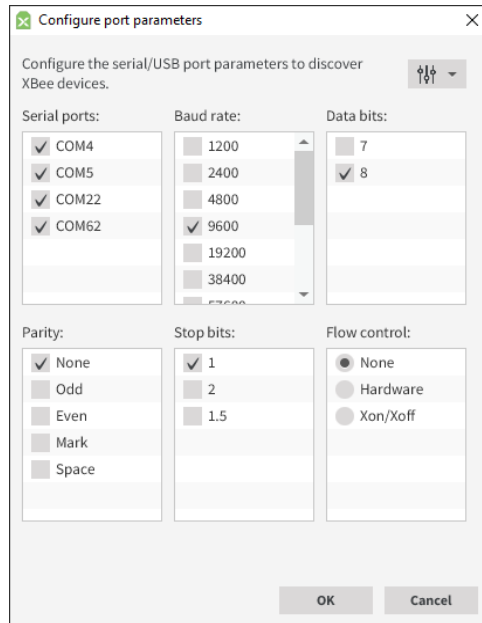 Configure port parameters
Configure the serial/USB port parameters to discover
XBee devices.
Serial ports:
COM4
COM5
COM22
COM62
Baud rate:
1200
2400
4800
9600
19200
38400
57600
Data bits:
7
8
Parity:
None
Odd
Even
Mark
Space
Stop bits:
1
2
1.5
Flow control:
None
Hardware
Xon/Xoff
OK
Cancel